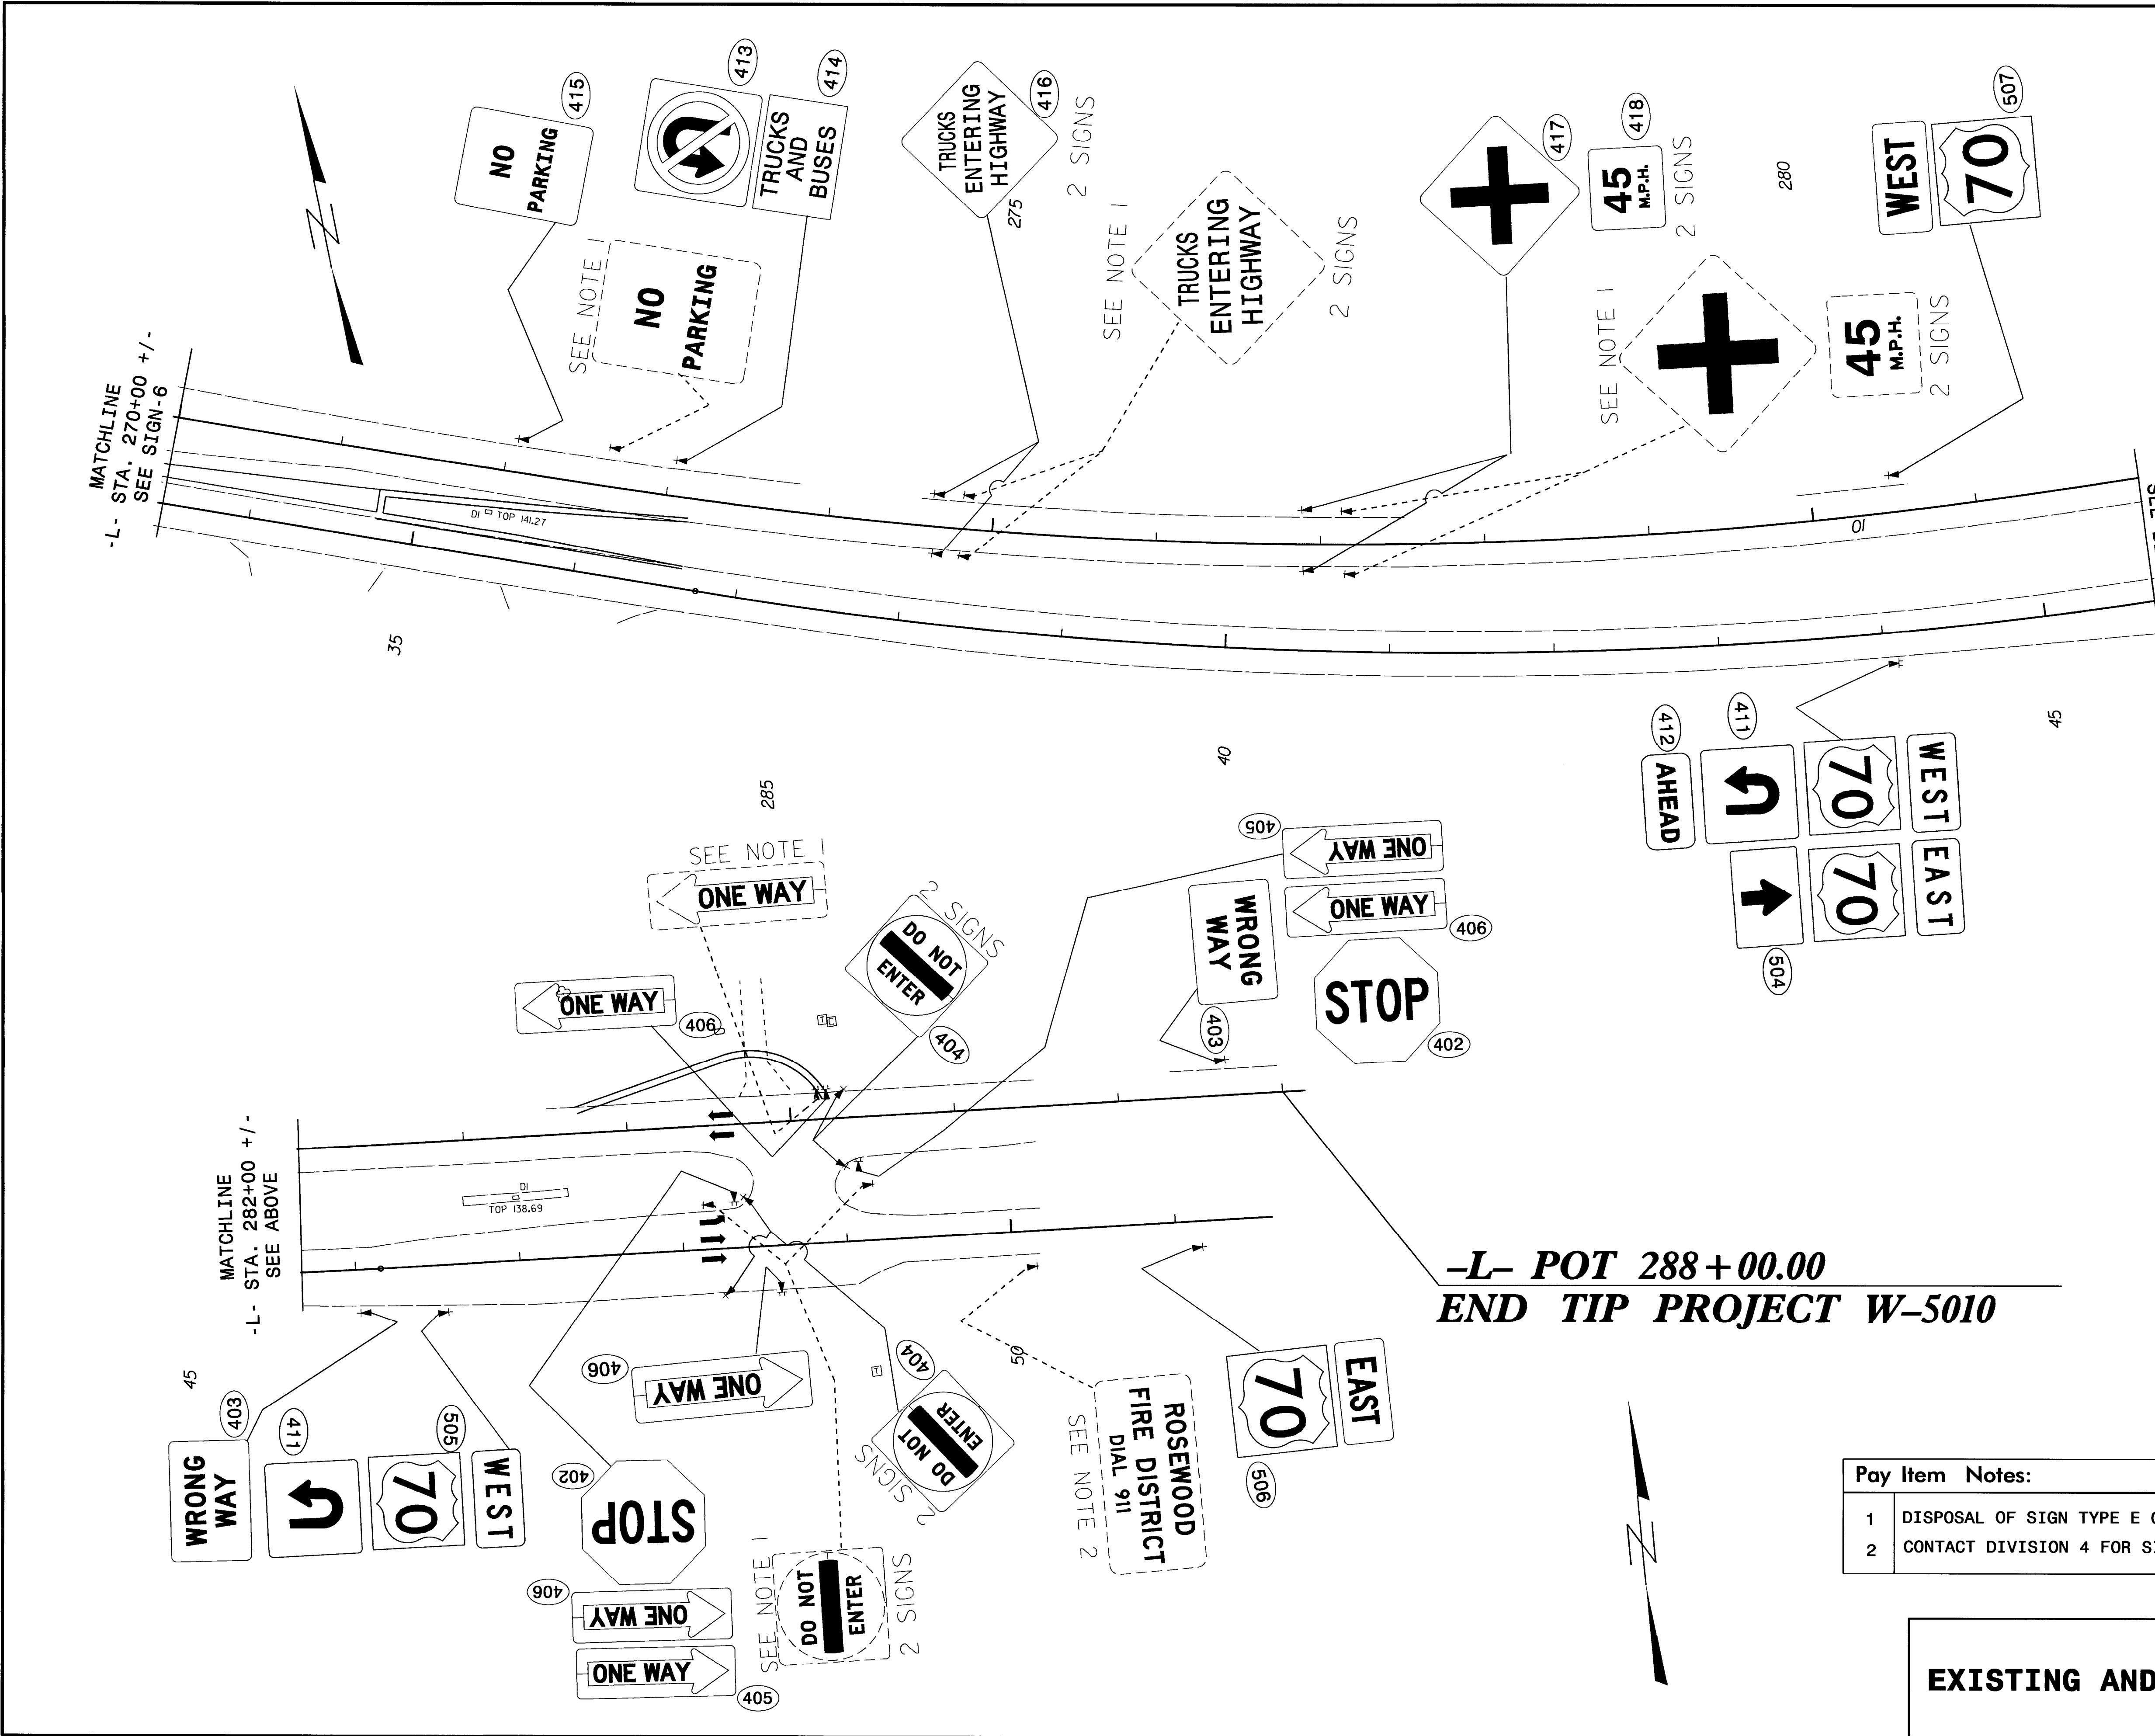 415
NO
PARKING
413
414
TRUCKS
AND
BUSES
SEE NOTE 1
NO
PARKING
416
TRUCKS
ENTERING
HIGHWAY
2 SIGNS
275
SEE NOTE 1
TRUCKS
ENTERING
HIGHWAY
2 SIGNS
417
418
45
M.P.H.
2 SIGNS
280
SEE NOTE 1
45
M.P.H.
2 SIGNS
507
WEST
70
N
MATCHLINE
-L- STA. 270+00 +/-
SEE SIGN-6
DI TOP 141.27
10
35
40
45
412
AHEAD
411
70
WEST
504
70
EAST
285
SEE NOTE 1
ONE WAY
2 SIGNS
DO NOT
ENTER
404
ONE WAY
406
T C
405
ONE WAY
ONE WAY
406
WRONG
WAY
403
STOP
402
MATCHLINE
-L- STA. 282+00 +/-
SEE ABOVE
DI
TOP 138.69
-L- POT 288+00.00
END TIP PROJECT W-5010
45
403
WRONG
WAY
411
505
70
WEST
406
ONE WAY
402
STOP
406
ONE WAY
ONE WAY
405
T
404
DO NOT
ENTER
2 SIGNS
SEE NOTE 1
DO NOT
ENTER
2 SIGNS
50
ROSEWOOD
FIRE DISTRICT
DIAL 911
SEE NOTE 2
70
EAST
506
N
Pay Item Notes:
1 DISPOSAL OF SIGN TYPE E
2 CONTACT DIVISION 4 FOR
EXISTING AND